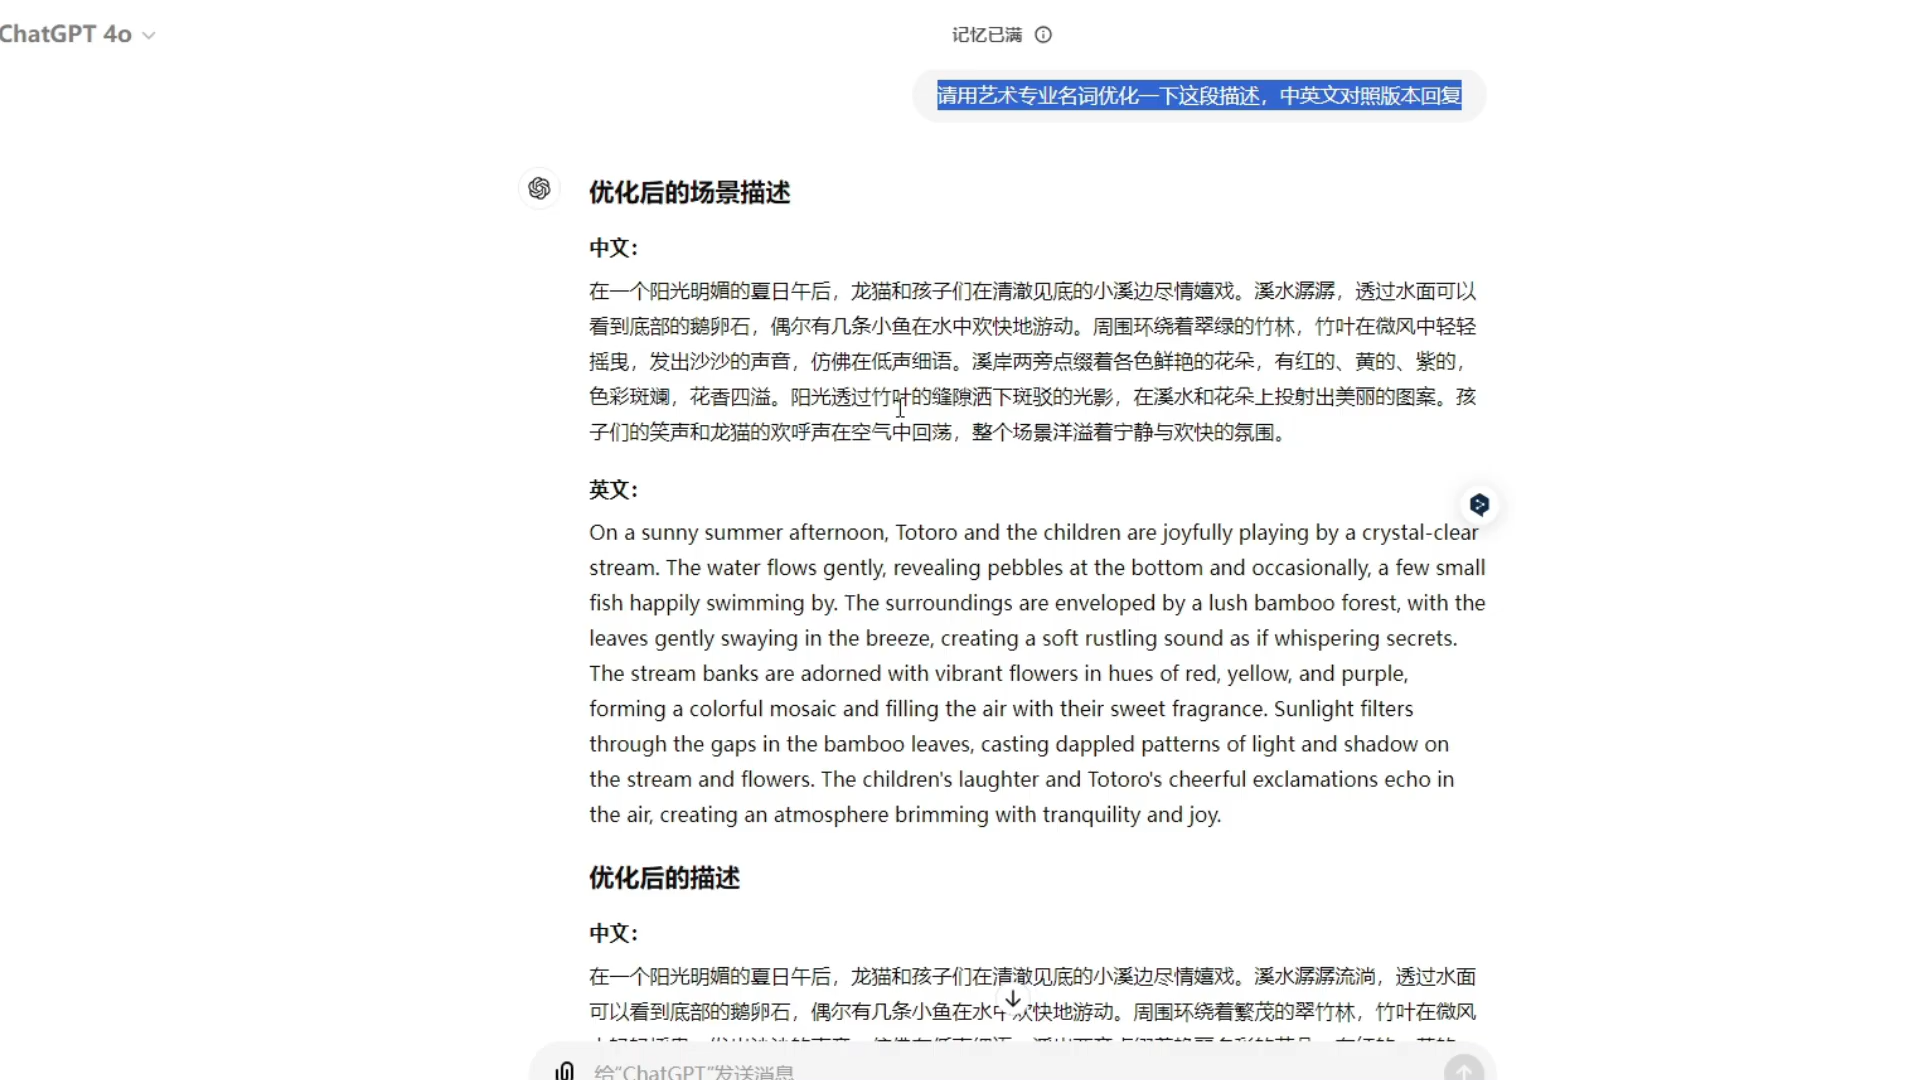 ChatGPT 4o
记忆已满
请用艺术专业名词优化一下这段描述，中英文对照版本回复
优化后的场景描述
中文：
在一个阳光明媚的夏日午后，龙猫和孩子们在清澈见底的小溪边尽情嬉戏。溪水潺潺，透过水面可以
看到底部的鹅卵石，偶尔有几条小鱼在水中欢快地游动。周围环绕着翠绿的竹林，竹叶在微风中轻轻
摇曳，发出沙沙的声音，仿佛在低声细语。溪岸两旁点缀着各色鲜艳的花朵，有红的、黄的、紫的，
色彩斑斓，花香四溢。阳光透过竹叶的缝隙洒下斑驳的光影，在溪水和花朵上投射出美丽的图案。孩
子们的笑声和龙猫的欢呼声在空气中回荡，整个场景洋溢着宁静与欢快的氛围。
英文：
On a sunny summer afternoon, Totoro and the children are joyfully playing by a crystal-clear
stream. The water flows gently, revealing pebbles at the bottom and occasionally, a few small
fish happily swimming by. The surroundings are enveloped by a lush bamboo forest, with the
leaves gently swaying in the breeze, creating a soft rustling sound as if whispering secrets.
The stream banks are adorned with vibrant flowers in hues of red, yellow, and purple,
forming a colorful mosaic and filling the air with their sweet fragrance. Sunlight filters
through the gaps in the bamboo leaves, casting dappled patterns of light and shadow on
the stream and flowers. The children's laughter and Totoro's cheerful exclamations echo in
the air, creating an atmosphere brimming with tranquility and joy.
优化后的描述
中文：
在一个阳光明媚的夏日午后，龙猫和孩子们在清澈见底的小溪边尽情嬉戏。溪水潺潺流淌，透过水面
可以看到底部的鹅卵石，偶尔有几条小鱼在水中欢快地游动。周围环绕着繁茂的翠竹林，竹叶在微风
给“ChatGPT”发送消息